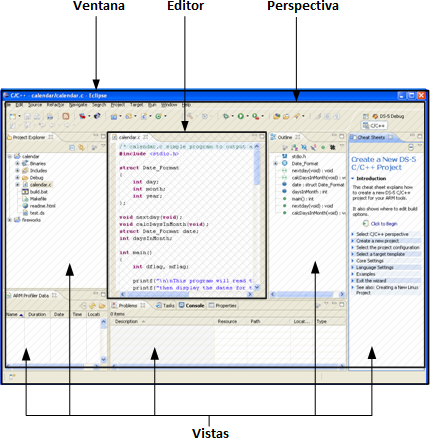 Ventana Editor Perspectiva
C/C++ - calendar/calendar.c - Eclipse
File Edit Source Refactor Navigate Search Project Target Run Window Help
DS-5 Debug
C/C++
Project Explorer
calendar
Binaries
Includes
Debug
calendar.c
build.bat
Makefile
readme.html
test.ds
fireworks
calendar.c
/* calendar.c simple program to output a
#include <stdio.h>
struct Date_Format
{
int day;
int month;
int year;
};
void nextday(void);
void calcDaysInMonth(void);
struct Date_Format date;
int daysInMonth;
int main()
{
int dflag, mflag;
printf("\n\nThis program will read t
printf("then display the dates for t
Outline
stdio.h
Date_Format
nextday(void) : void
calcDaysInMonth(void) : void
date : struct Date_Format
daysInMonth : int
main() : int
nextday(void) : void
calcDaysInMonth(void) : void
Cheat Sheets
Create a New DS-5 C/C++ Project
Introduction
The cheat sheet explains
how to create a new project
for your ARM tools.
It also shows where to edit build
options.
Click to Begin
Select C/C++ perspective
Create a new project
Select the project configuration
Select a target template
Core Settings
Language Settings
Examples
Exit the wizard
See also: Creating A New Linux
Project
ARM Profiler Data
Name Duration Date Time Locati
Problems Tasks Console Properties
0 items
Description Resource Path Locat... Type
Vistas